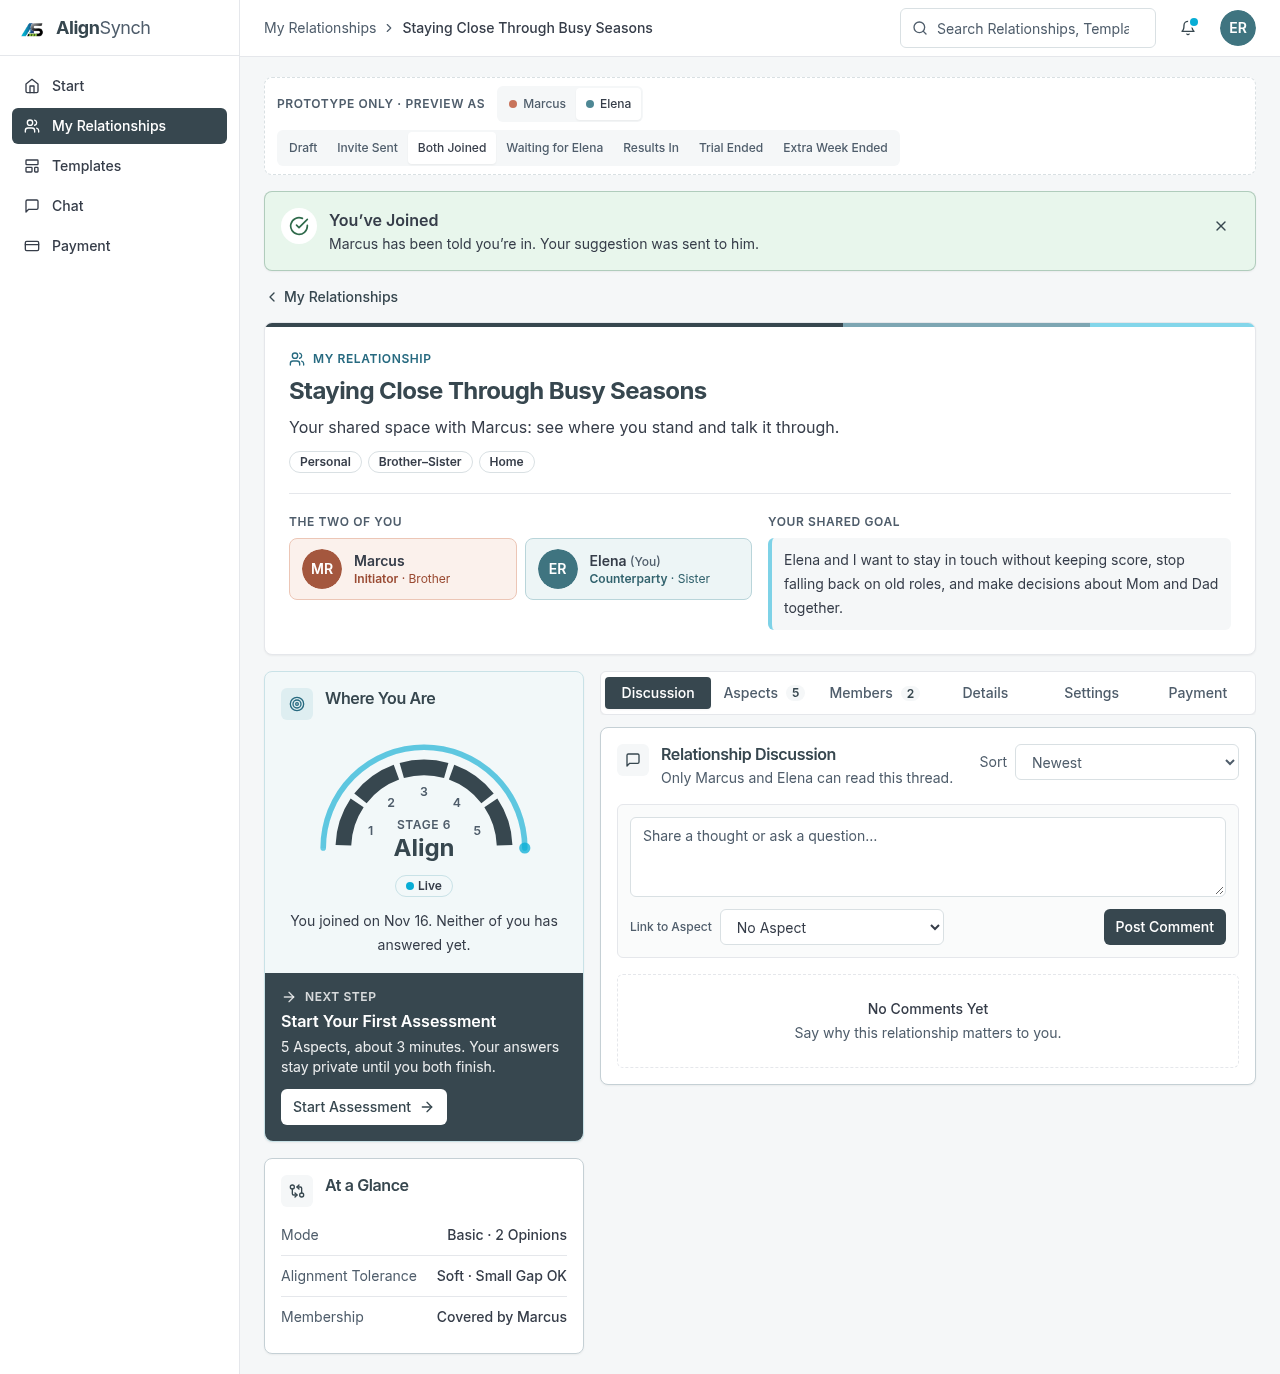 AlignSynch
My Relationships > Staying Close Through Busy Seasons
Search Relationships, Templa
ER
Start
My Relationships
Templates
Chat
Payment
PROTOTYPE ONLY · PREVIEW AS
Marcus
Elena
Draft
Invite Sent
Both Joined
Waiting for Elena
Results In
Trial Ended
Extra Week Ended
You’ve Joined
Marcus has been told you’re in. Your suggestion was sent to him.
My Relationships
MY RELATIONSHIP
Staying Close Through Busy Seasons
Your shared space with Marcus: see where you stand and talk it through.
Personal
Brother–Sister
Home
THE TWO OF YOU
MR
Marcus
Initiator · Brother
ER
Elena (You)
Counterparty · Sister
YOUR SHARED GOAL
Elena and I want to stay in touch without keeping score, stop
falling back on old roles, and make decisions about Mom and Dad
together.
Where You Are
1
2
3
4
5
STAGE 6
Align
Live
You joined on Nov 16. Neither of you has
answered yet.
NEXT STEP
Start Your First Assessment
5 Aspects, about 3 minutes. Your answers
stay private until you both finish.
Start Assessment
At a Glance
Mode
Basic · 2 Opinions
Alignment Tolerance
Soft · Small Gap OK
Membership
Covered by Marcus
Discussion
Aspects 5
Members 2
Details
Settings
Payment
Relationship Discussion
Only Marcus and Elena can read this thread.
Sort
Newest
Share a thought or ask a question…
Link to Aspect
No Aspect
Post Comment
No Comments Yet
Say why this relationship matters to you.